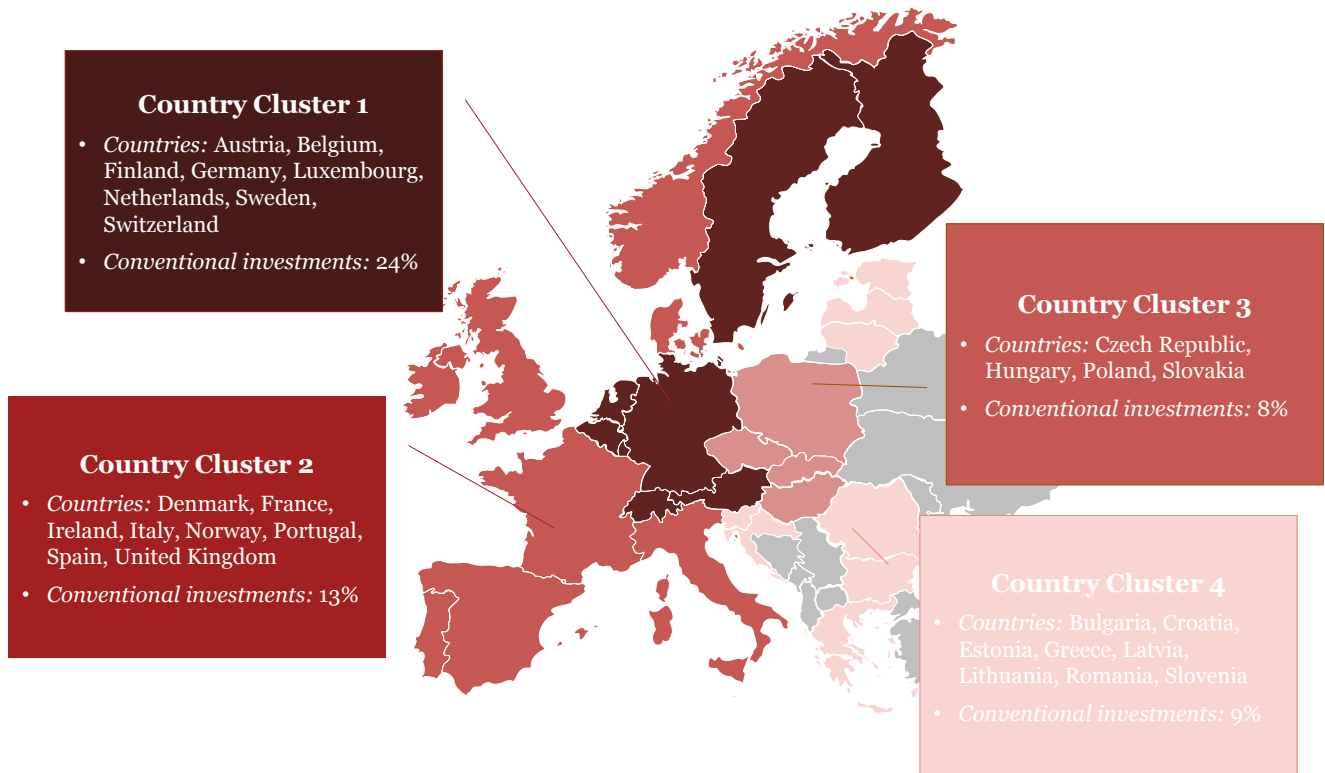 Country Cluster 1
• Countries: Austria, Belgium,
Finland, Germany, Luxembourg,
Netherlands, Sweden,
Switzerland
• Conventional investments: 24%
Country Cluster 2
• Countries: Denmark, France,
Ireland, Italy, Norway, Portugal,
Spain, United Kingdom
• Conventional investments: 13%
Country Cluster 3
• Countries: Czech Republic,
Hungary, Poland, Slovakia
• Conventional investments: 8%
Country Cluster 4
• Countries: Bulgaria, Croatia,
Estonia, Greece, Latvia,
Lithuania, Romania, Slovenia
• Conventional investments: 9%